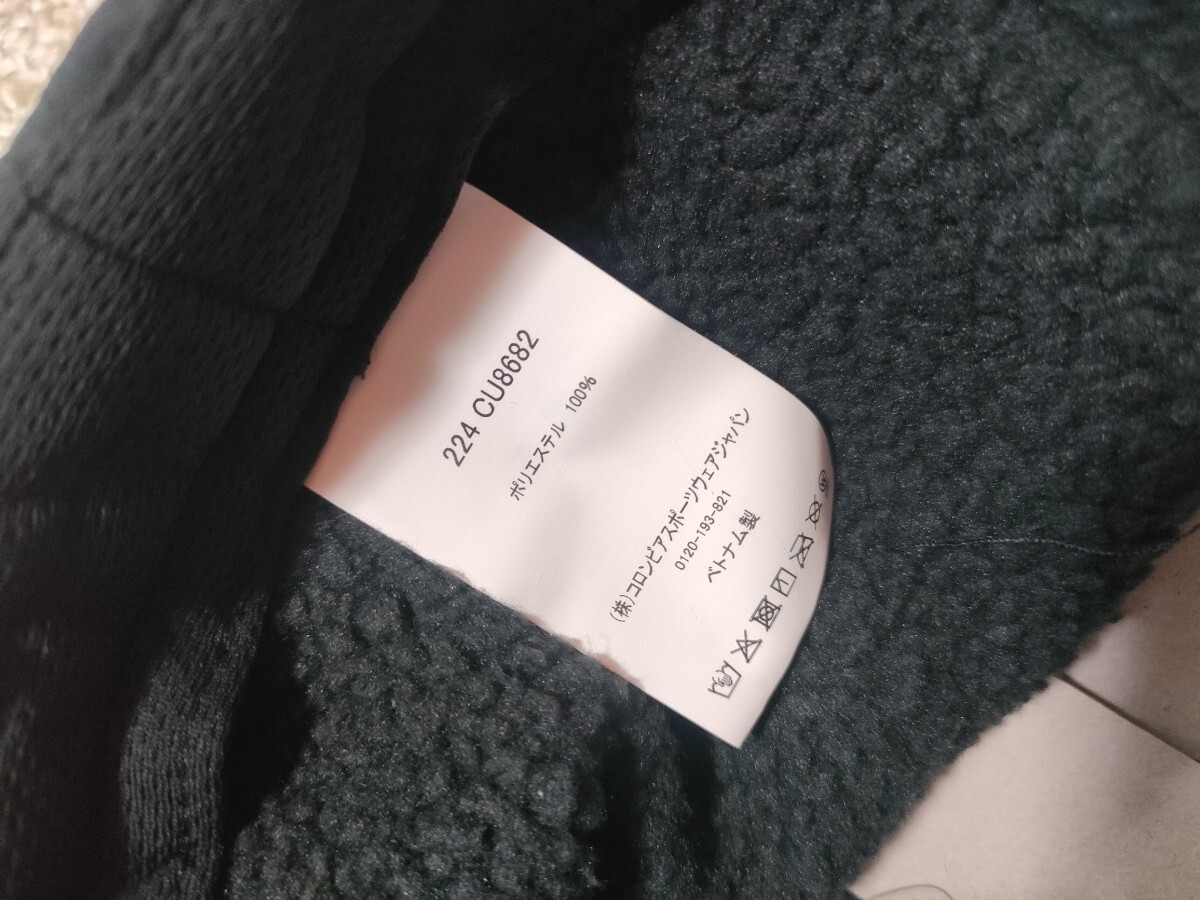 224 CU8682
ポリエステル 100%
(株)コロンビアスポーツウェアジャパン
0120-193-821
ベトナム製